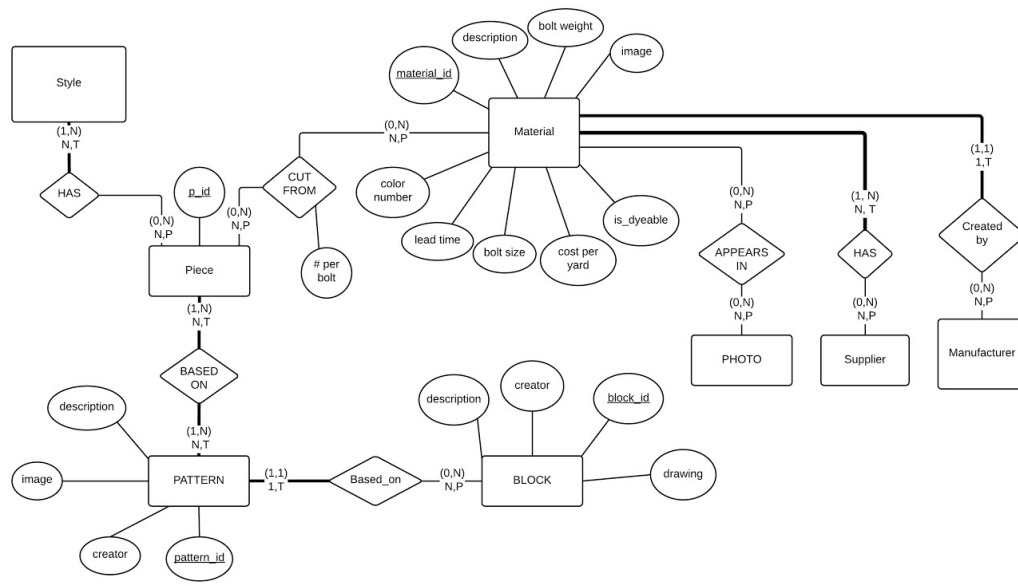 Style
(1,N)
N,T
HAS
(0,N)
N,P
p_id
Piece
(0,N)
N,P
CUT
FROM
# per
bolt
(0,N)
N,P
material_id
description
bolt weight
image
Material
color
number
lead time
bolt size
cost per
yard
is_dyeable
(0,N)
N,P
APPEARS
IN
(0,N)
N,P
PHOTO
(1, N)
N, T
HAS
(0,N)
N,P
Supplier
(1,1)
1,T
Created
by
(0,N)
N,P
Manufacturer
(1,N)
N,T
BASED
ON
(1,N)
N,T
description
image
PATTERN
creator
pattern_id
(1,1)
1,T
Based_on
(0,N)
N,P
description
creator
block_id
BLOCK
drawing